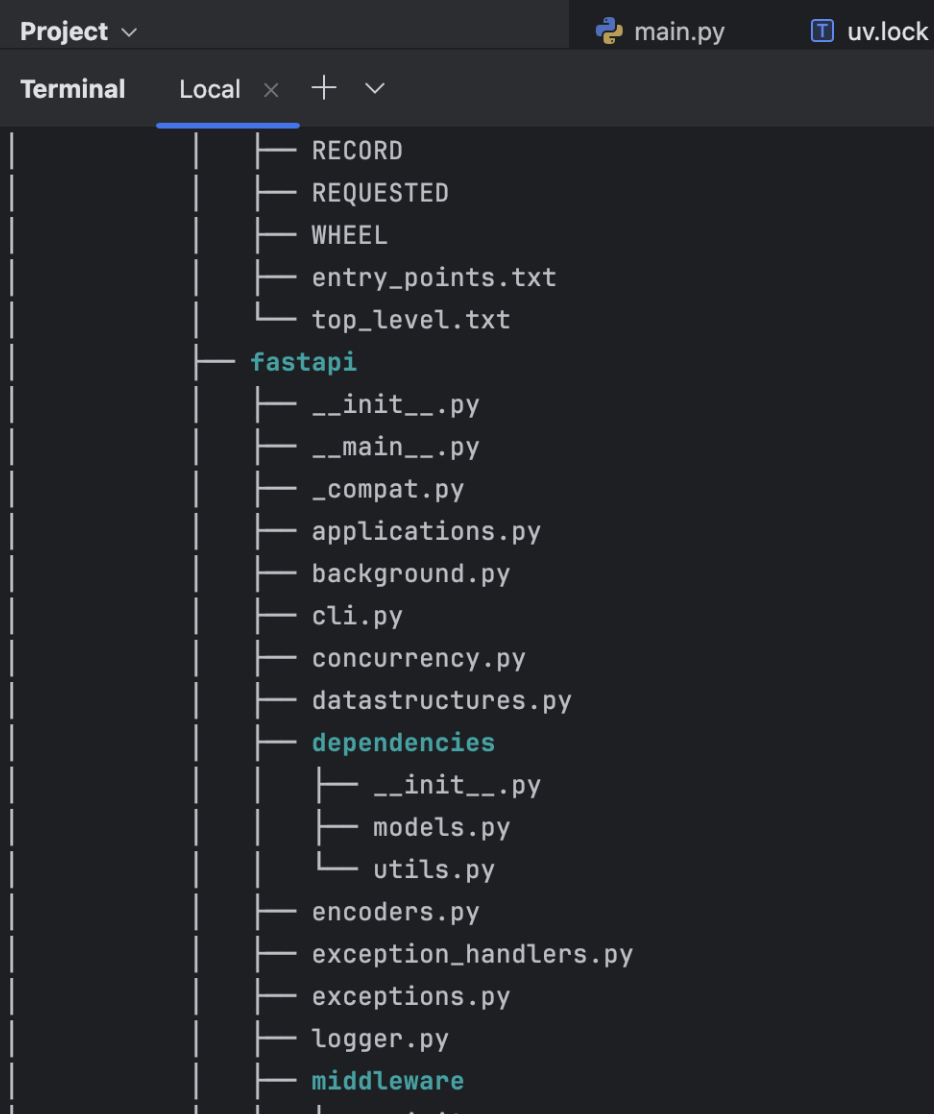 Project main.py uv.lock
Terminal Local
RECORD
REQUESTED
WHEEL
entry_points.txt
top_level.txt
fastapi
__init__.py
__main__.py
_compat.py
applications.py
background.py
cli.py
concurrency.py
datastructures.py
dependencies
__init__.py
models.py
utils.py
encoders.py
exception_handlers.py
exceptions.py
logger.py
middleware